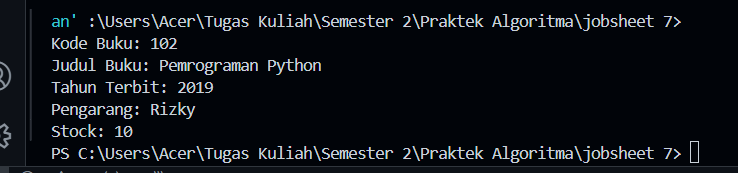 an' :\Users\Acer\Tugas Kuliah\Semester 2\Praktek Algoritma\jobsheet 7>
Kode Buku: 102
Judul Buku: Pemrograman Python
Tahun Terbit: 2019
Pengarang: Rizky
Stock: 10
PS C:\Users\Acer\Tugas Kuliah\Semester 2\Praktek Algoritma\jobsheet 7>